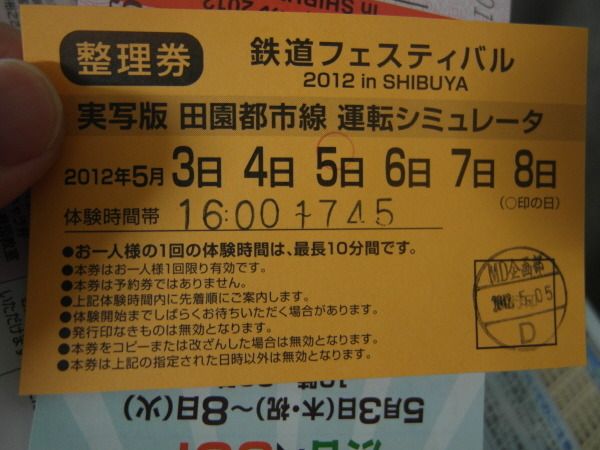 2012 in SHIBUYA
整理券
鉄道フェスティバル
2012 in SHIBUYA
実写版 田園都市線 運転シミュレータ
2012年5月 3日 4日 5日 6日 7日 8日
(○印の日)
体験時間帯 16:00～1745
●お一人様の1回の体験時間は、最長10分間です。
●本券はお一人様1回限り有効です。
●本券は予約券ではありません。
●上記体験時間内に先着順にご案内します。
●体験開始までしばらくお待ちいただく場合があります。
●発行印なきものは無効となります。
●本券をコピーまたは改ざんした場合は無効となります。
●本券は上記の指定された日時以外は無効となります。
MD企画部
2012.5.05
D
5月3日(木・祝)～8日(火)